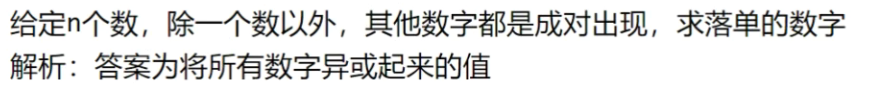 给定n个数，除一个数以外，其他数字都是成对出现，求落单的数字
解析：答案为将所有数字异或起来的值